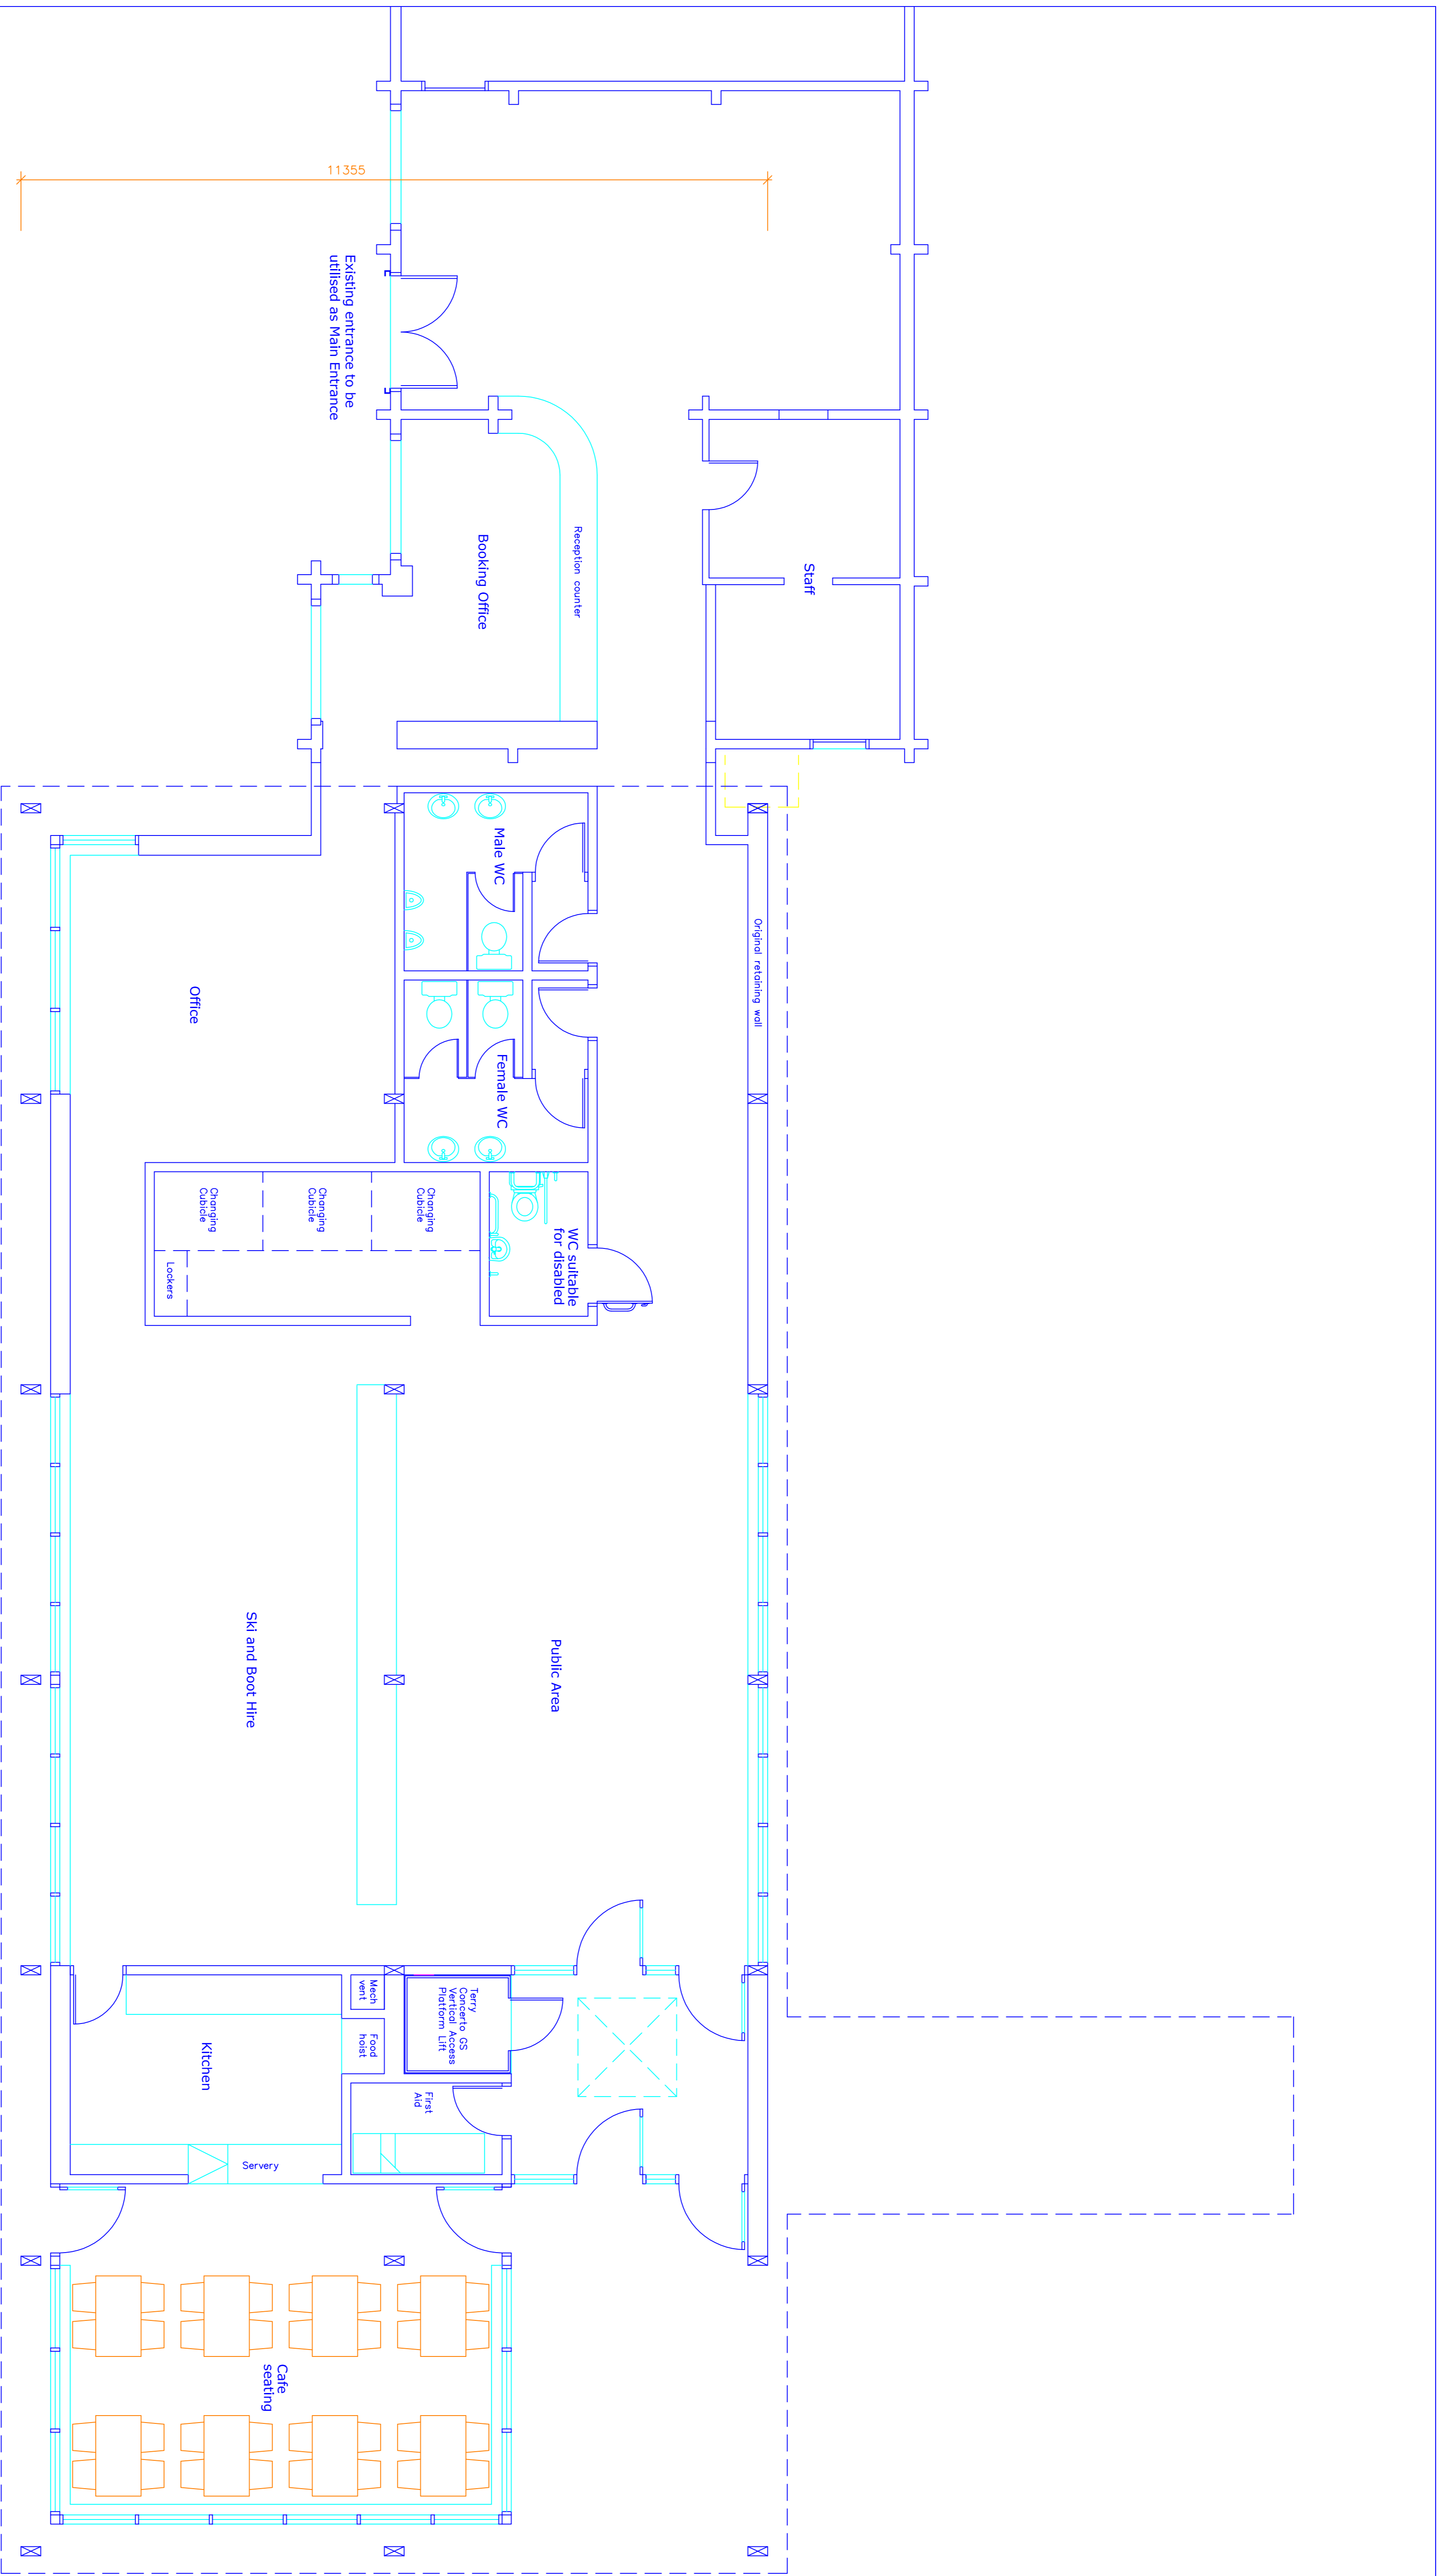 11355
Existing entrance to be
utilised as Main Entrance
Reception counter
Booking Office
Staff
Original retaining wall
Male WC
Office
Female WC
WC suitable
for disabled
Changing
Cubicle
Changing
Cubicle
Changing
Cubicle
Lockers
Public Area
Ski and Boot Hire
Terry
Concerto GS
Vertical Access
Platform Lift
Mech
vent
Food
hoist
Kitchen
First
Aid
Servery
Cafe
seating